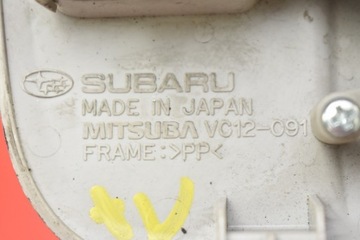 SUBARU
MADE IN JAPAN
MITSUBA VC12-091
FRAME:>PP<